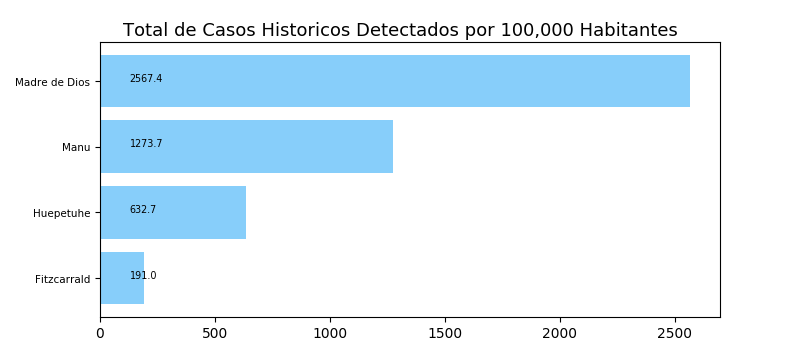 Total de Casos Historicos Detectados por 100,000 Habitantes
Madre de Dios 2567.4
Manu 1273.7
Huepetuhe 632.7
Fitzcarrald 191.0
0 500 1000 1500 2000 2500